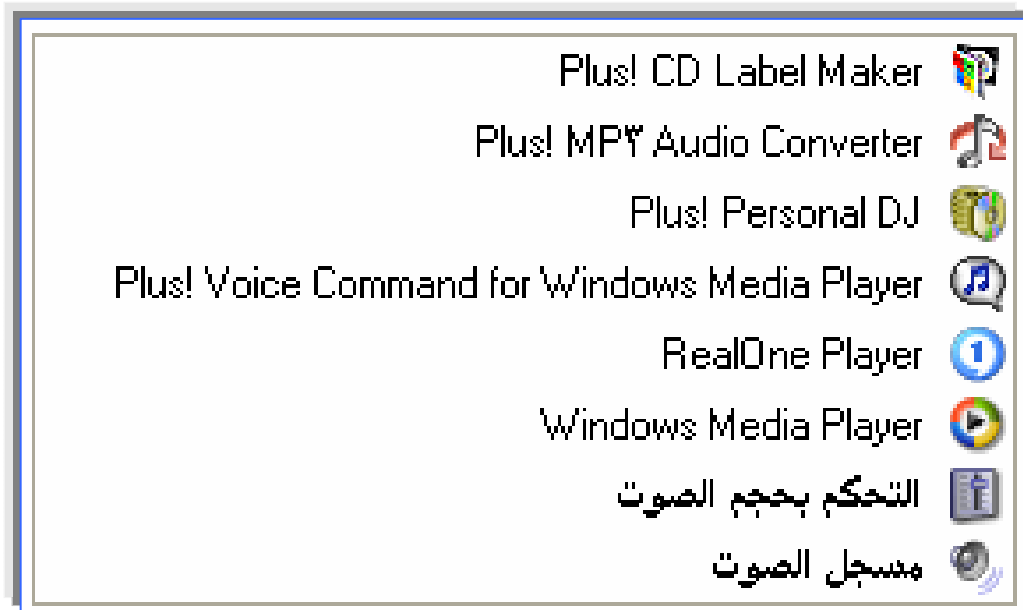 Plus! CD Label Maker
Plus! MP٣ Audio Converter
Plus! Personal DJ
Plus! Voice Command for Windows Media Player
RealOne Player
Windows Media Player
التحكم بحجم الصوت
مسجل الصوت